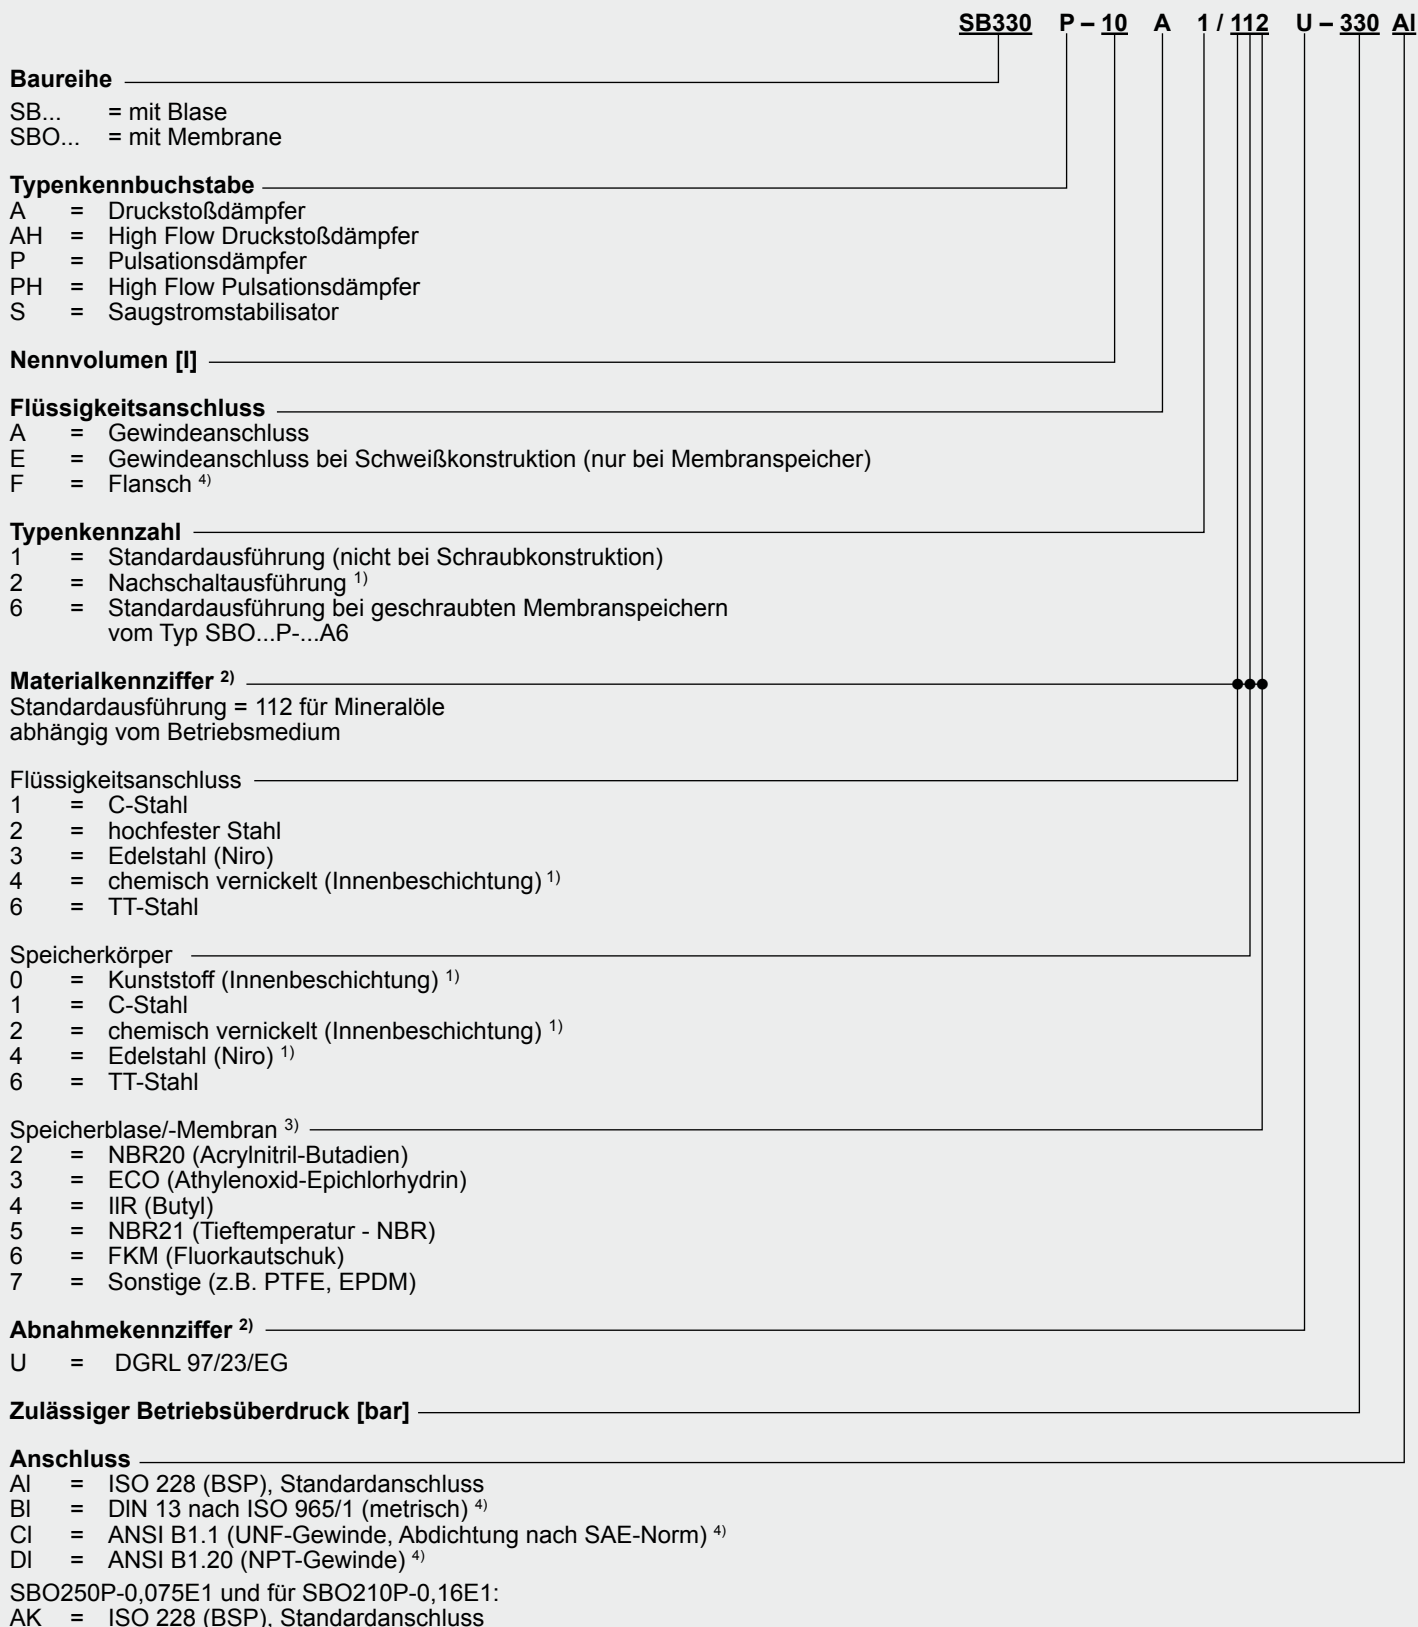 SB330 P – 10 A 1 / 112 U – 330 AI
Baureihe
SB... = mit Blase
SBO... = mit Membrane
Typenkennbuchstabe
A = Druckstoßdämpfer
AH = High Flow Druckstoßdämpfer
P = Pulsationsdämpfer
PH = High Flow Pulsationsdämpfer
S = Saugstromstabilisator
Nennvolumen [l]
Flüssigkeitsanschluss
A = Gewindeanschluss
E = Gewindeanschluss bei Schweißkonstruktion (nur bei Membranspeicher)
F = Flansch 4)
Typenkennzahl
1 = Standardausführung (nicht bei Schraubkonstruktion)
2 = Nachschaltausführung 1)
6 = Standardausführung bei geschraubten Membranspeichern
vom Typ SBO...P-...A6
Materialkennziffer 2)
Standardausführung = 112 für Mineralöle
abhängig vom Betriebsmedium
Flüssigkeitsanschluss
1 = C-Stahl
2 = hochfester Stahl
3 = Edelstahl (Niro)
4 = chemisch vernickelt (Innenbeschichtung) 1)
6 = TT-Stahl
Speicherkörper
0 = Kunststoff (Innenbeschichtung) 1)
1 = C-Stahl
2 = chemisch vernickelt (Innenbeschichtung) 1)
4 = Edelstahl (Niro) 1)
6 = TT-Stahl
Speicherblase/-Membran 3)
2 = NBR20 (Acrylnitril-Butadien)
3 = ECO (Athylenoxid-Epichlorhydrin)
4 = IIR (Butyl)
5 = NBR21 (Tieftemperatur - NBR)
6 = FKM (Fluorkautschuk)
7 = Sonstige (z.B. PTFE, EPDM)
Abnahmekennziffer 2)
U = DGRL 97/23/EG
Zulässiger Betriebsüberdruck [bar]
Anschluss
AI = ISO 228 (BSP), Standardanschluss
BI = DIN 13 nach ISO 965/1 (metrisch) 4)
CI = ANSI B1.1 (UNF-Gewinde, Abdichtung nach SAE-Norm) 4)
DI = ANSI B1.20 (NPT-Gewinde) 4)
SBO250P-0,075E1 und für SBO210P-0,16E1:
AK = ISO 228 (BSP), Standardanschluss